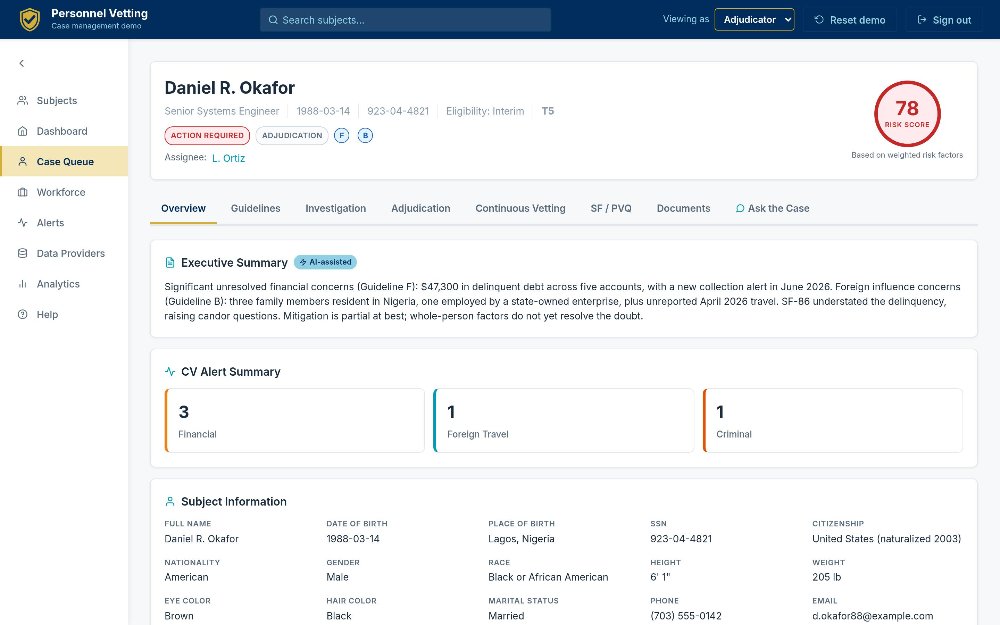 Personnel Vetting
Case management demo
Search subjects...
Viewing as
Adjudicator
Reset demo
Sign out
Subjects
Dashboard
Case Queue
Workforce
Alerts
Data Providers
Analytics
Help
Daniel R. Okafor
Senior Systems Engineer
1988-03-14
923-04-4821
Eligibility: Interim
T5
ACTION REQUIRED
ADJUDICATION
F
B
Assignee: L. Ortiz
78
RISK SCORE
Based on weighted risk factors
Overview
Guidelines
Investigation
Adjudication
Continuous Vetting
SF / PVQ
Documents
Ask the Case
Executive Summary
AI-assisted
Significant unresolved financial concerns (Guideline F): $47,300 in delinquent debt across five accounts, with a new collection alert in June 2026. Foreign influence concerns
(Guideline B): three family members resident in Nigeria, one employed by a state-owned enterprise, plus unreported April 2026 travel. SF-86 understated the delinquency,
raising candor questions. Mitigation is partial at best; whole-person factors do not yet resolve the doubt.
CV Alert Summary
3
Financial
1
Foreign Travel
1
Criminal
Subject Information
FULL NAME
Daniel R. Okafor
DATE OF BIRTH
1988-03-14
PLACE OF BIRTH
Lagos, Nigeria
SSN
923-04-4821
CITIZENSHIP
United States (naturalized 2003)
NATIONALITY
American
GENDER
Male
RACE
Black or African American
HEIGHT
6' 1"
WEIGHT
205 lb
EYE COLOR
Brown
HAIR COLOR
Black
MARITAL STATUS
Married
PHONE
(703) 555-0142
EMAIL
d.okafor88@example.com